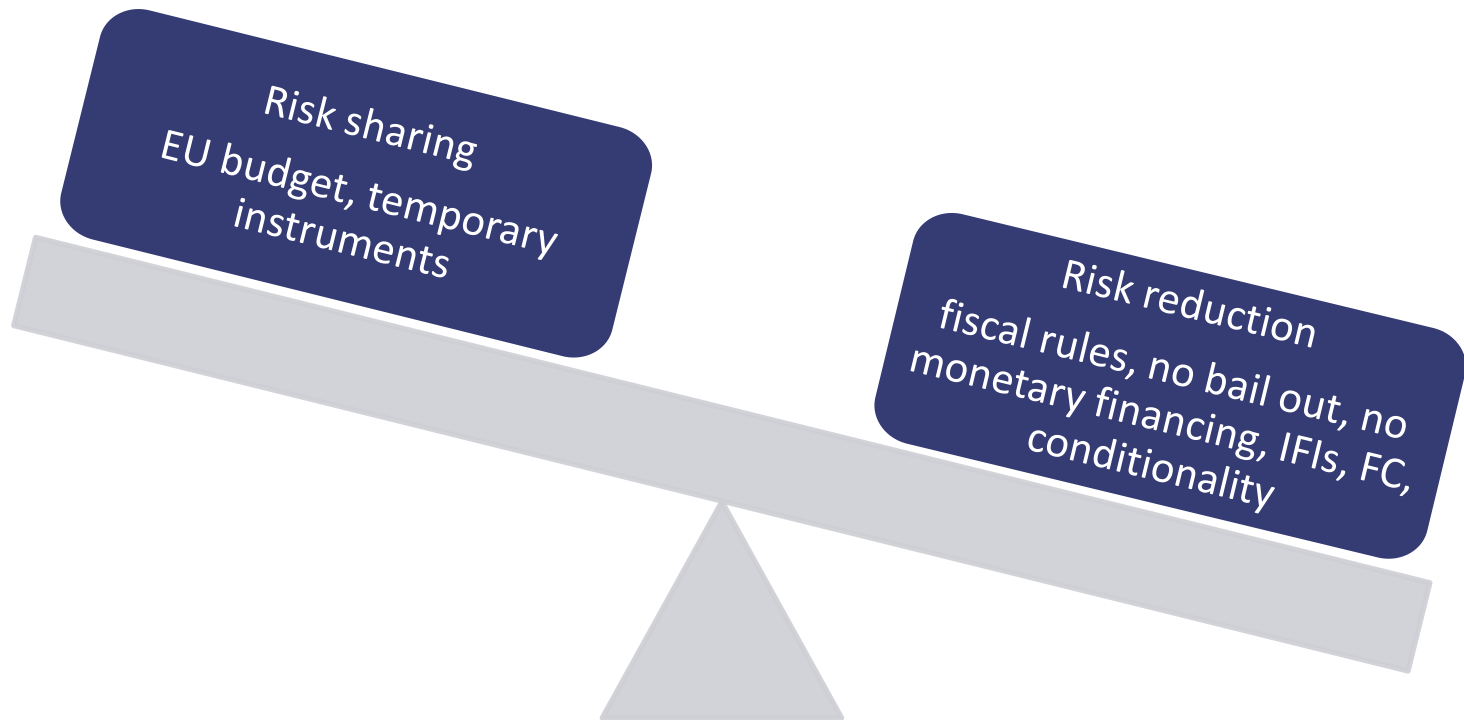 Risk sharing
EU budget, temporary
instruments
Risk reduction
fiscal rules, no bail out, no
monetary financing, IFIs, FC,
conditionality